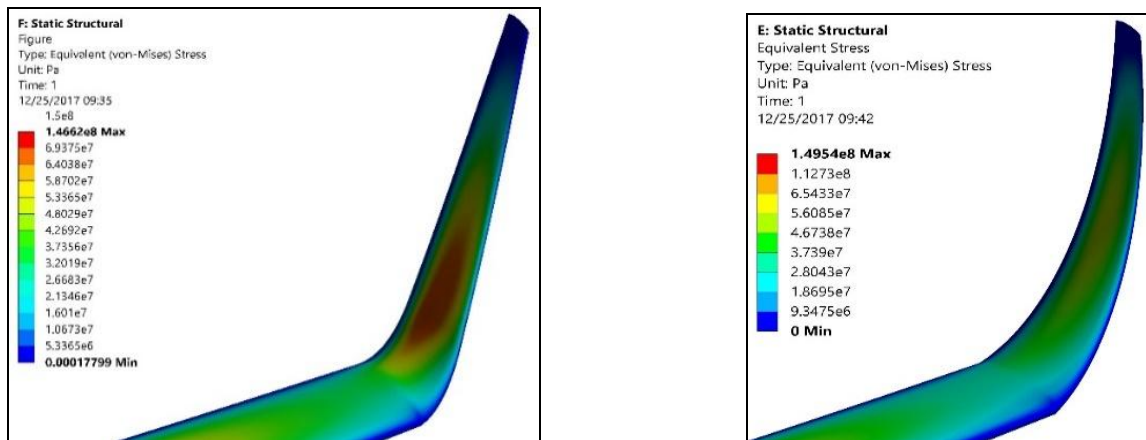 F: Static Structural
Figure
Type: Equivalent (von-Mises) Stress
Unit: Pa
Time: 1
12/25/2017 09:35
1.5e8
1.4662e8 Max
6.9375e7
6.4038e7
5.8702e7
5.3365e7
4.8029e7
4.2692e7
3.7356e7
3.2019e7
2.6683e7
2.1346e7
1.601e7
1.0673e7
5.3365e6
0.00017799 Min
E: Static Structural
Equivalent Stress
Type: Equivalent (von-Mises) Stress
Unit: Pa
Time: 1
12/25/2017 09:42
1.4954e8 Max
1.1273e8
6.5433e7
5.6085e7
4.6738e7
3.739e7
2.8043e7
1.8695e7
9.3475e6
0 Min